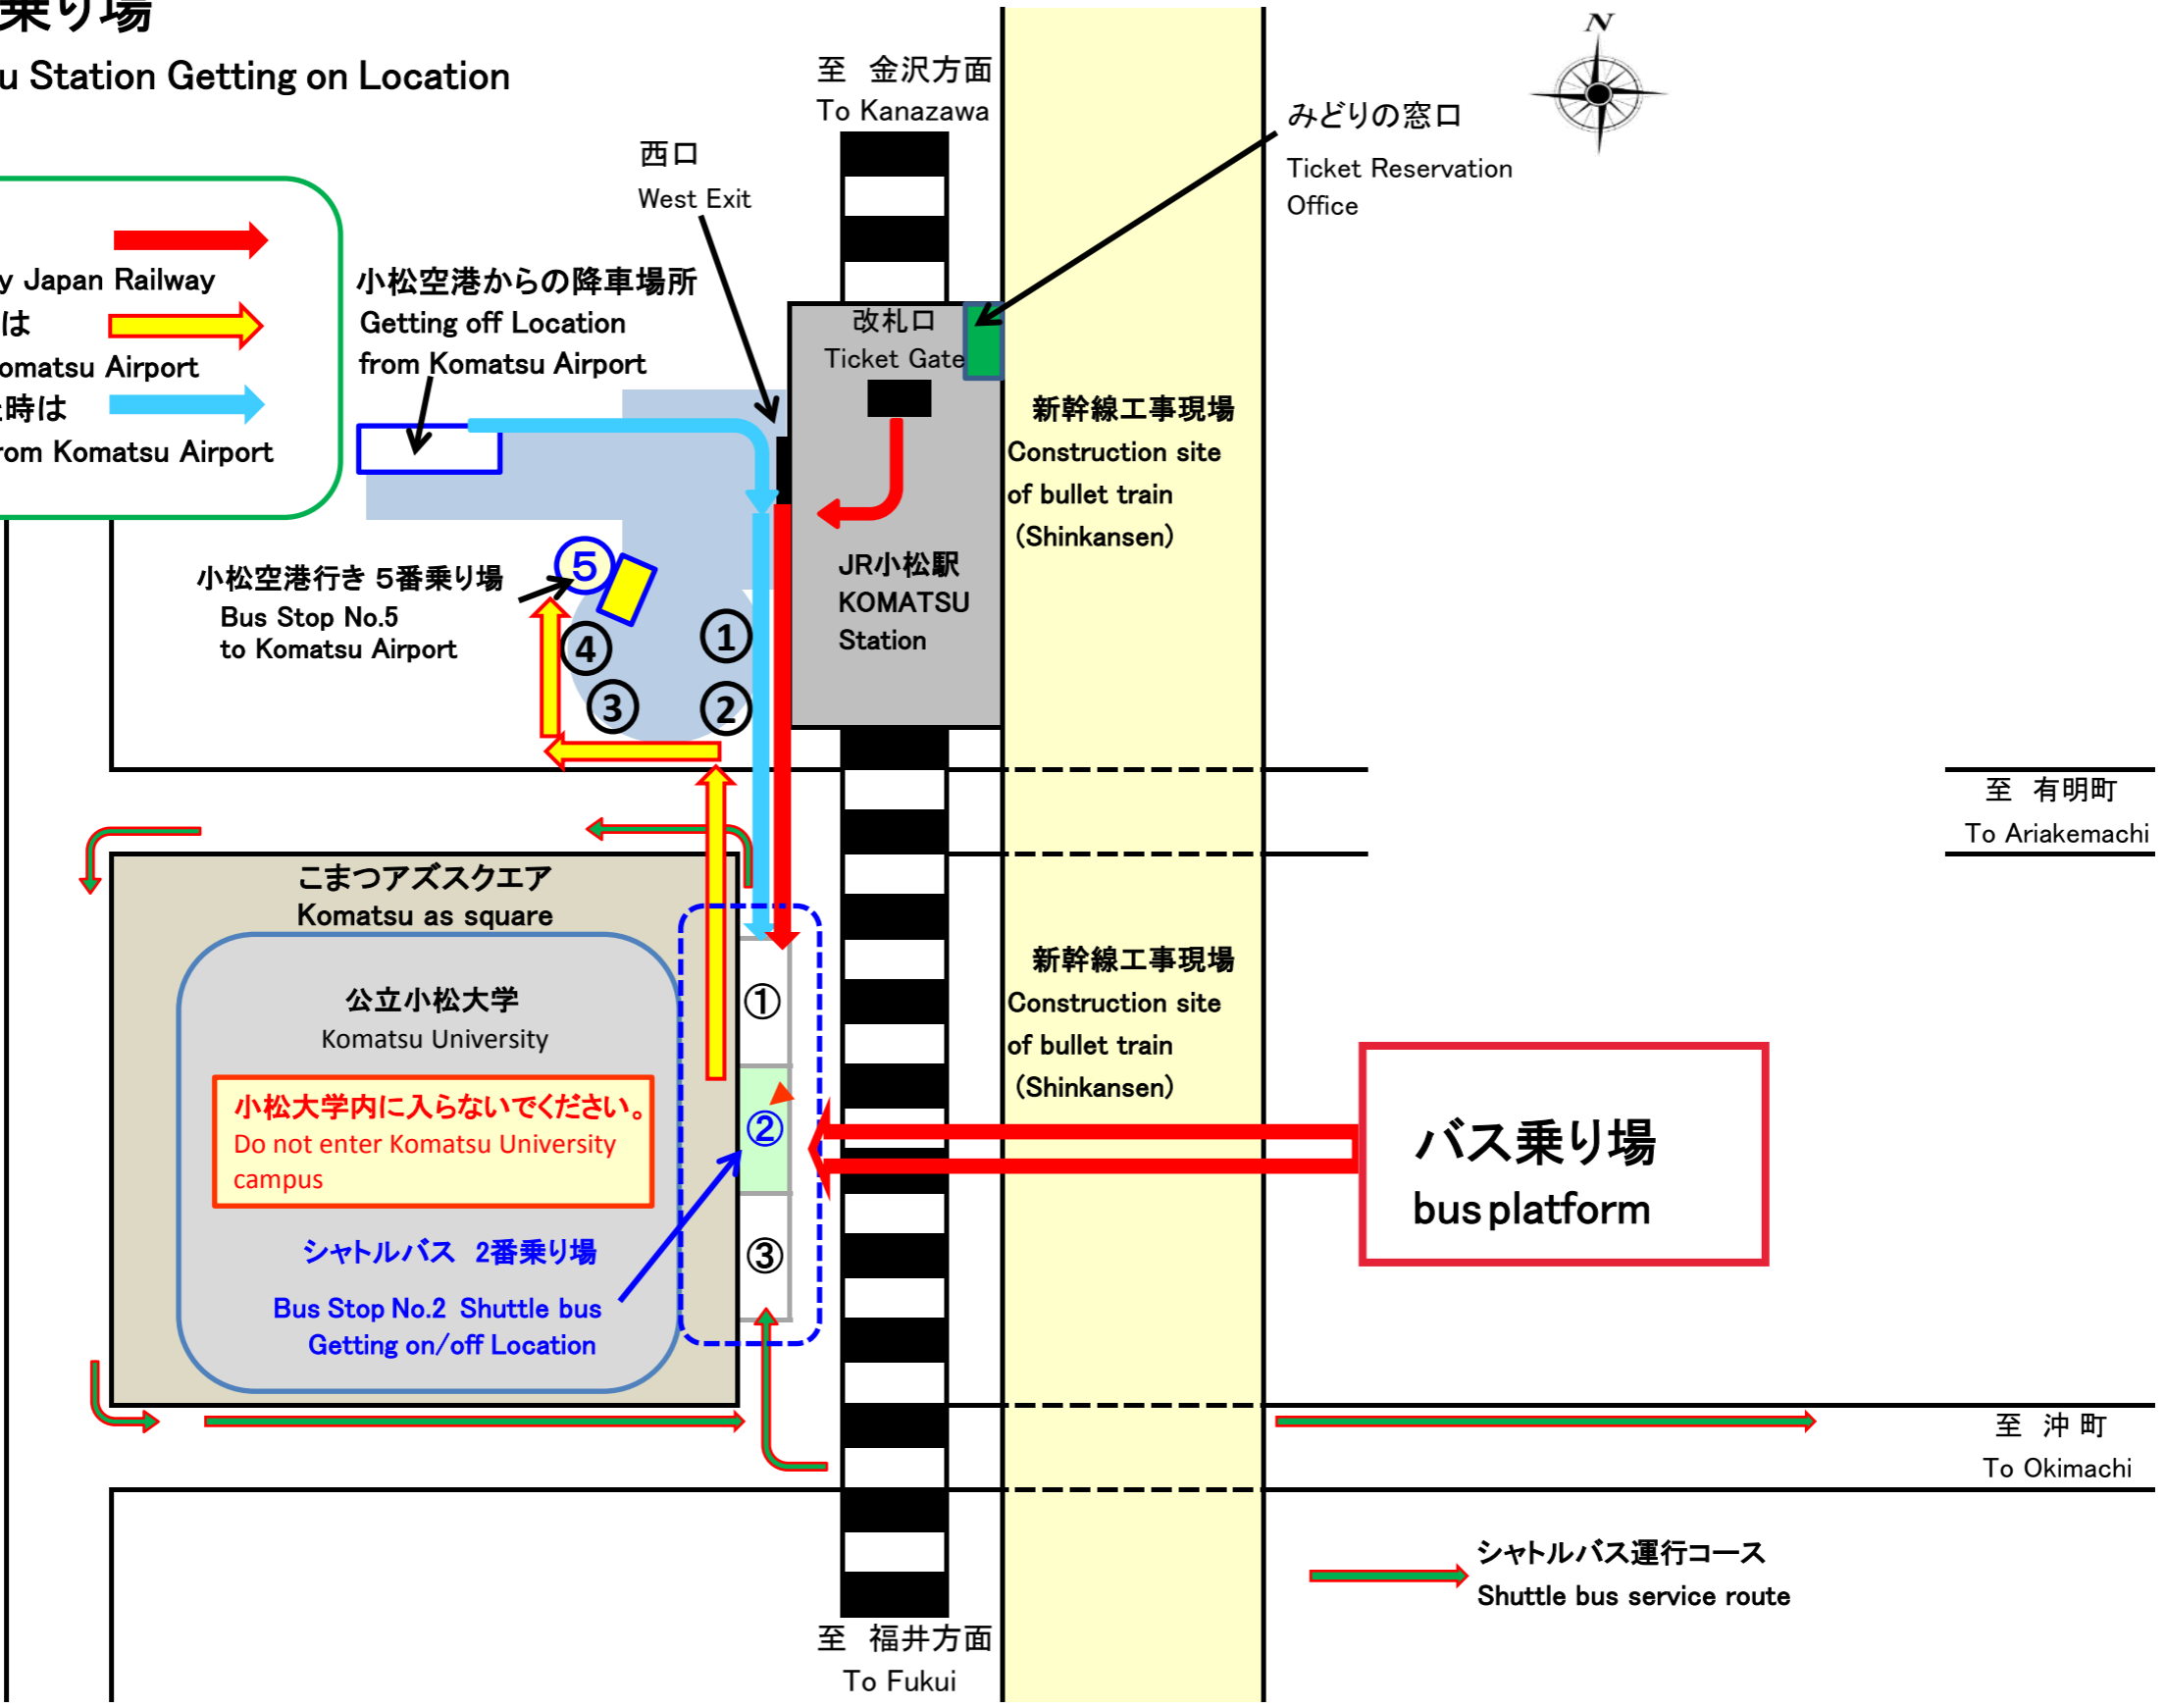 乗り場
u Station Getting on Location
N
至 金沢方面
To Kanazawa
みどりの窓口
Ticket Reservation
Office
西口
West Exit
y Japan Railway
は
omatsu Airport
時は
rom Komatsu Airport
小松空港からの降車場所
Getting off Location
from Komatsu Airport
改札口
Ticket Gate
新幹線工事現場
Construction site
of bullet train
(Shinkansen)
JR小松駅
KOMATSU
Station
小松空港行き 5番乗り場
Bus Stop No.5
to Komatsu Airport
5
④
③
①
②
至 有明町
To Ariakemachi
こまつアズスクエア
Komatsu as square
公立小松大学
Komatsu University
小松大学内に入らないでください。
Do not enter Komatsu University
campus
シャトルバス 2番乗り場
Bus Stop No.2 Shuttle bus
Getting on/off Location
①
②
③
新幹線工事現場
Construction site
of bullet train
(Shinkansen)
バス乗り場
bus platform
至 沖 町
To Okimachi
シャトルバス運行コース
Shuttle bus service route
至 福井方面
To Fukui